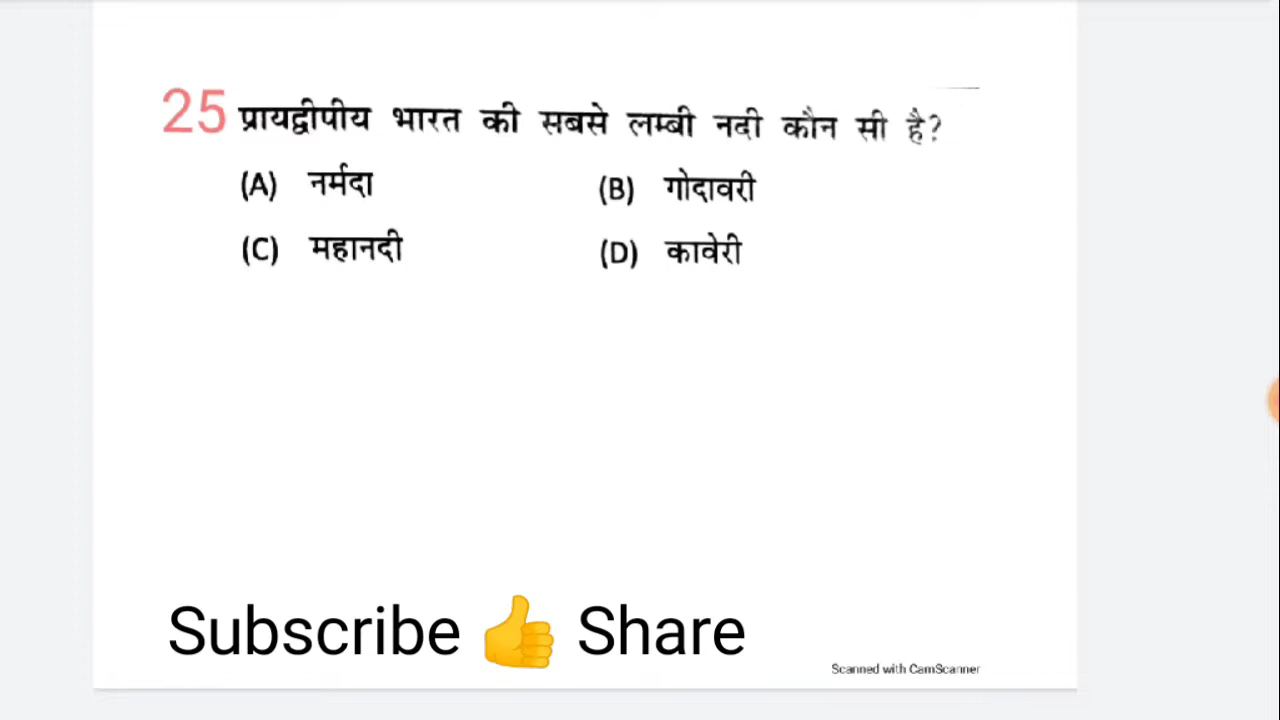 25 प्रायद्वीपीय भारत की सबसे लम्बी नदी कौन सी है?
(A) नर्मदा (B) गोदावरी
(C) महानदी (D) कावेरी
Subscribe 👍 Share
Scanned with CamScanner